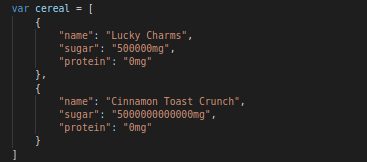 var cereal = [
    {
        "name": "Lucky Charms",
        "sugar": "500000mg",
        "protein": "0mg"
    },
    {
        "name": "Cinnamon Toast Crunch",
        "sugar": "5000000000000mg",
        "protein": "0mg"
    }
]